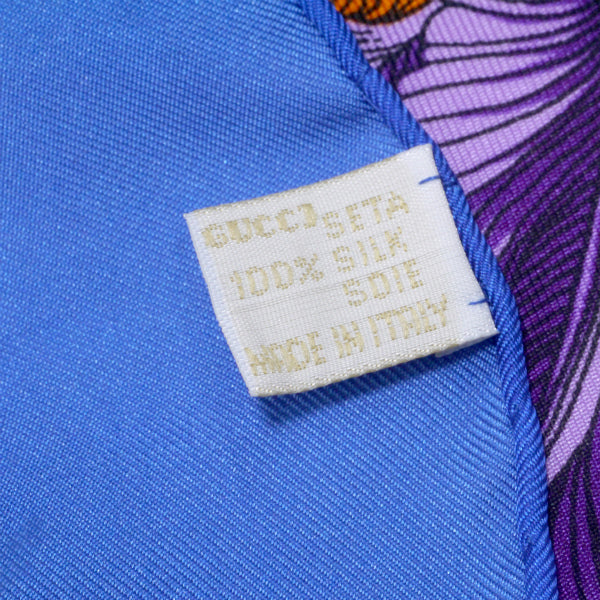 GUCCI SETA
100% SILK
SOIE
MADE IN ITALY